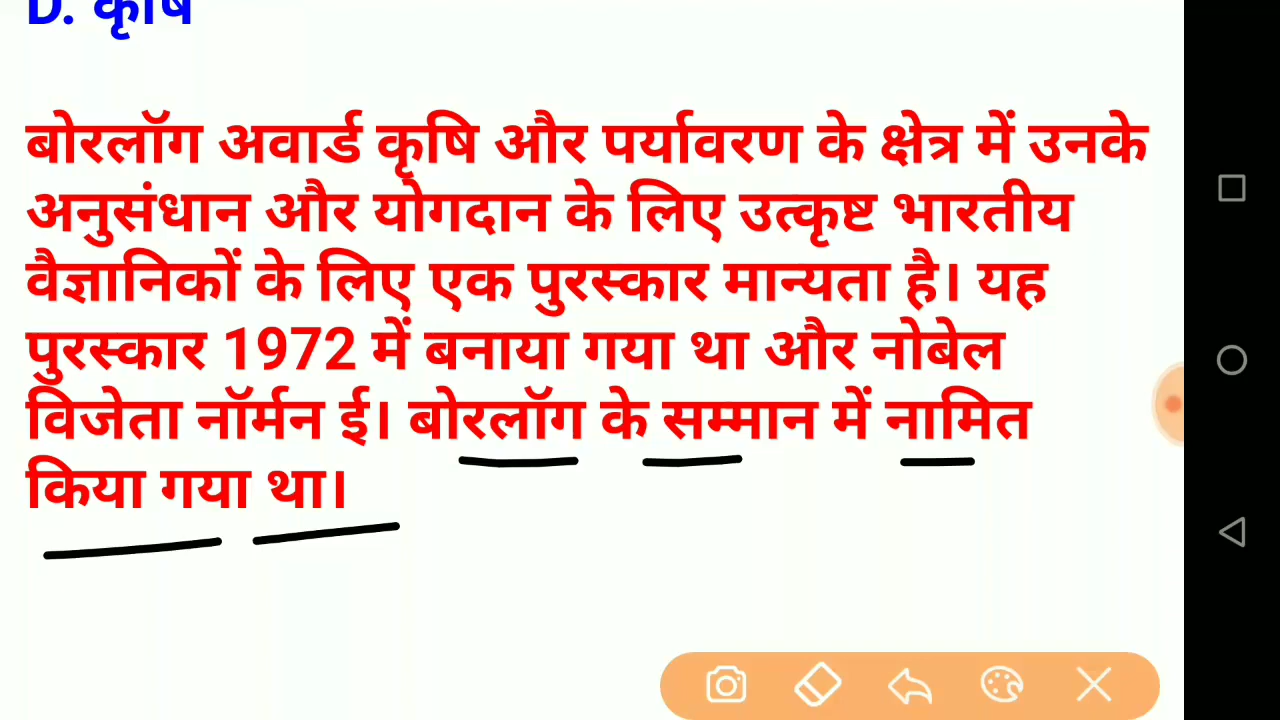 D. कृषि
बोरलॉग अवार्ड कृषि और पर्यावरण के क्षेत्र में उनके
अनुसंधान और योगदान के लिए उत्कृष्ट भारतीय
वैज्ञानिकों के लिए एक पुरस्कार मान्यता है। यह
पुरस्कार 1972 में बनाया गया था और नोबेल
विजेता नॉर्मन ई। बोरलॉग के सम्मान में नामित
किया गया था।